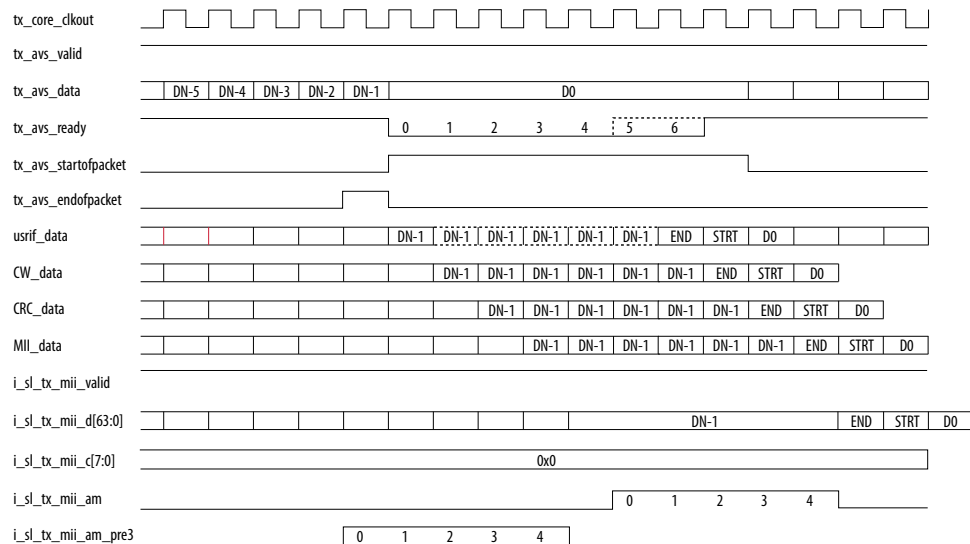 tx_core_clkout
tx_avs_valid
tx_avs_data DN-5 DN-4 DN-3 DN-2 DN-1 D0
tx_avs_ready 0 1 2 3 4 5 6
tx_avs_startofpacket
tx_avs_endofpacket
usrif_data DN-1 DN-1 DN-1 DN-1 DN-1 DN-1 END STRT D0
CW_data DN-1 DN-1 DN-1 DN-1 DN-1 DN-1 END STRT D0
CRC_data DN-1 DN-1 DN-1 DN-1 DN-1 DN-1 END STRT D0
MII_data DN-1 DN-1 DN-1 DN-1 DN-1 DN-1 END STRT D0
i_sl_tx_mii_valid
i_sl_tx_mii_d[63:0] DN-1 END STRT D0
i_sl_tx_mii_c[7:0] 0x0
i_sl_tx_mii_am 0 1 2 3 4
i_sl_tx_mii_am_pre3 0 1 2 3 4